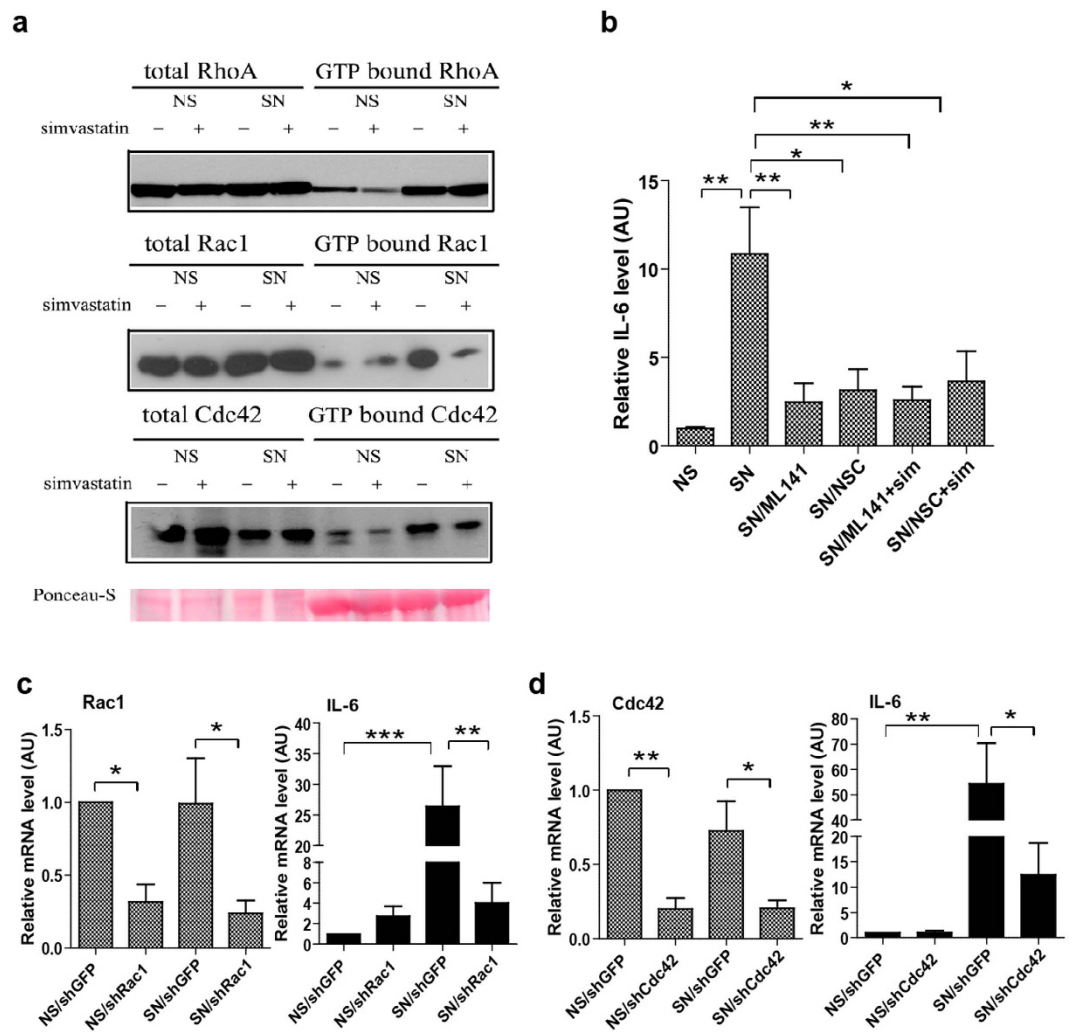 a
total RhoA GTP bound RhoA
NS SN NS SN
simvastatin − + − + − + − +
total Rac1 GTP bound Rac1
NS SN NS SN
simvastatin − + − + − + − +
total Cdc42 GTP bound Cdc42
NS SN NS SN
simvastatin − + − + − + − +
Ponceau-S
b
*
**
*
** **
Relative IL-6 level (AU)
15
10
5
0
NS
SN
SN/ML141
SN/NSC
SN/ML141+sim
SN/NSC+sim
c
Rac1
Relative mRNA level (AU)
1.5
1.0
0.5
0.0
*
*
NS/shGFP
NS/shRac1
SN/shGFP
SN/shRac1
IL-6
Relative mRNA level (AU)
40
35
30
25
20
8
6
4
2
0
*** **
NS/shGFP
NS/shRac1
SN/shGFP
SN/shRac1
d
Cdc42
Relative mRNA level (AU)
1.5
1.0
0.5
0.0
**
*
NS/shGFP
NS/shCdc42
SN/shGFP
SN/shCdc42
IL-6
Relative mRNA level (AU)
80
70
60
50
40
20
15
10
5
0
** *
NS/shGFP
NS/shCdc42
SN/shGFP
SN/shCdc42